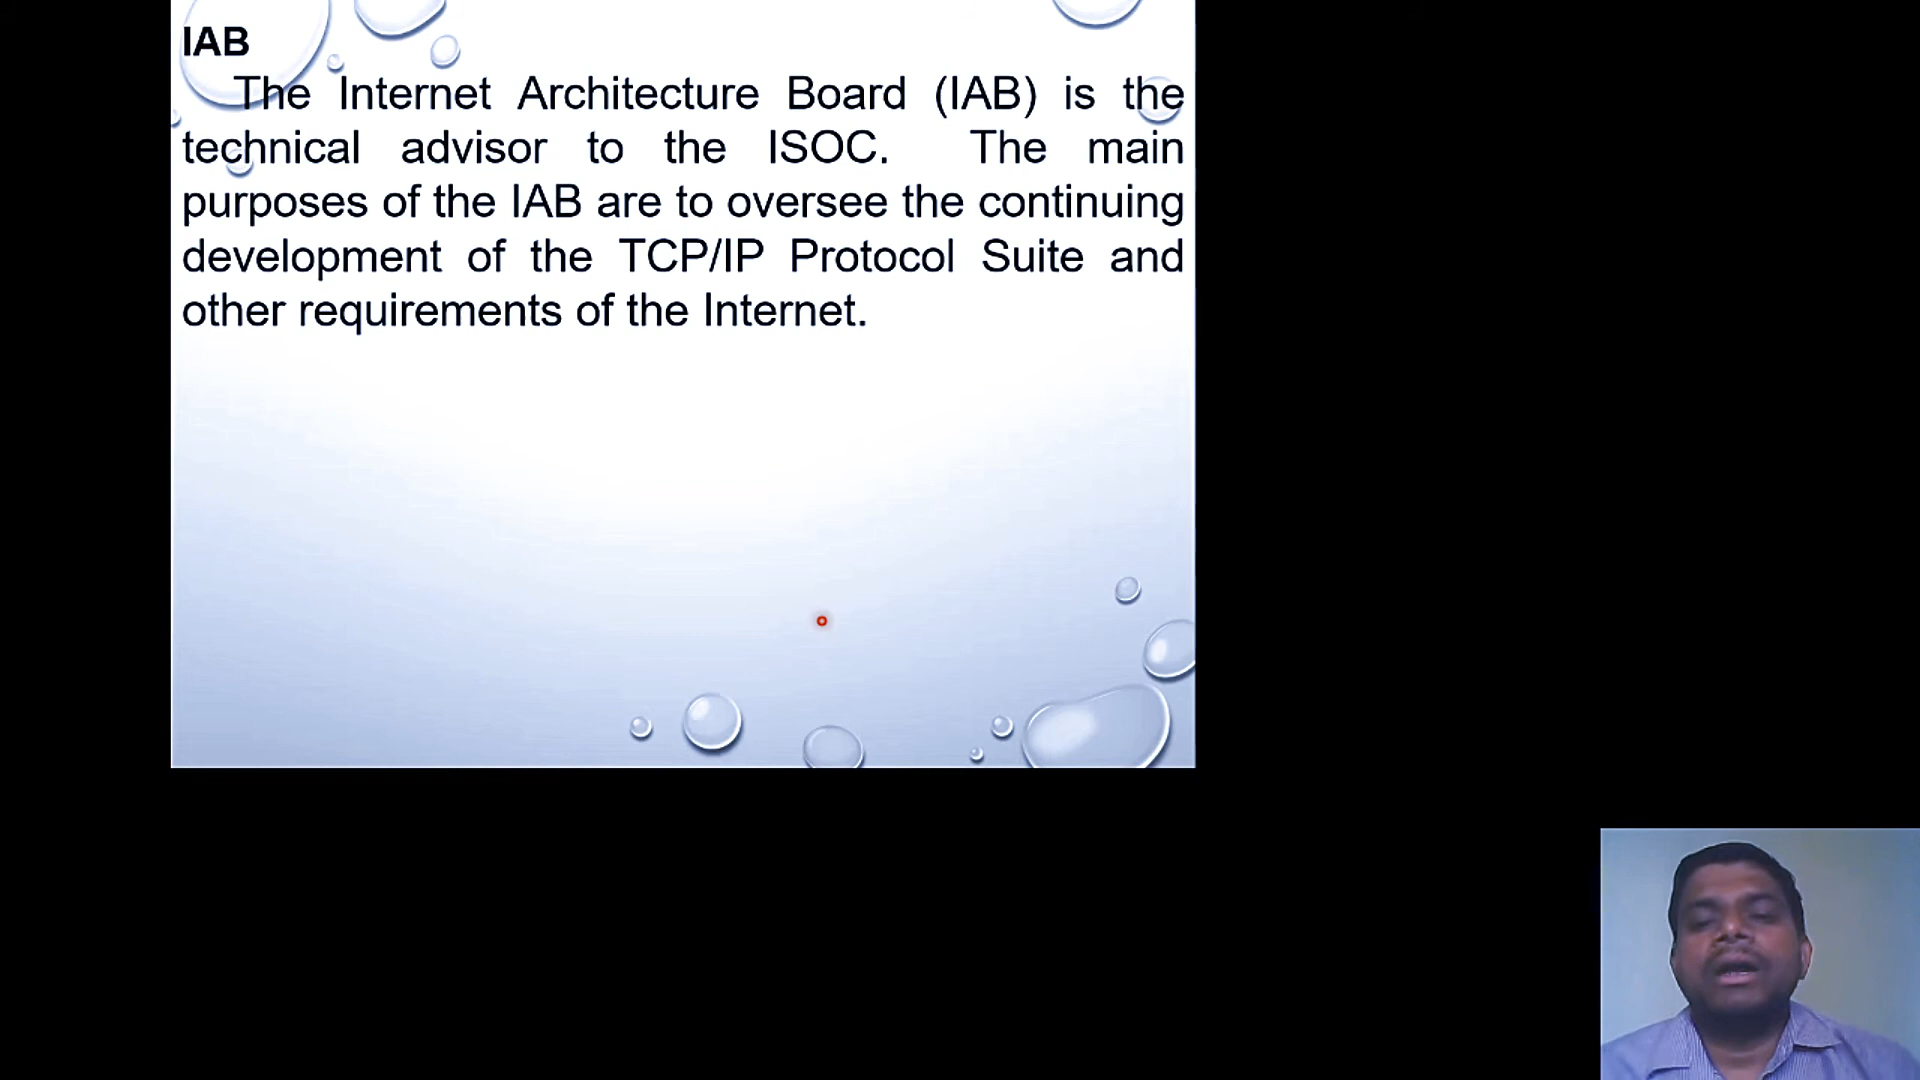 IAB
The Internet Architecture Board (IAB) is the
technical advisor to the ISOC. The main
purposes of the IAB are to oversee the continuing
development of the TCP/IP Protocol Suite and
other requirements of the Internet.